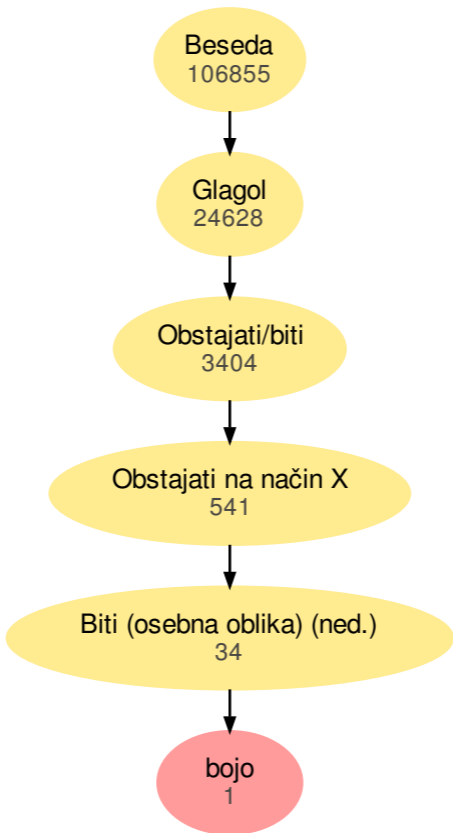 Beseda
106855
Glagol
24628
Obstajati/biti
3404
Obstajati na način X
541
Biti (osebna oblika) (ned.)
34
bojo
1